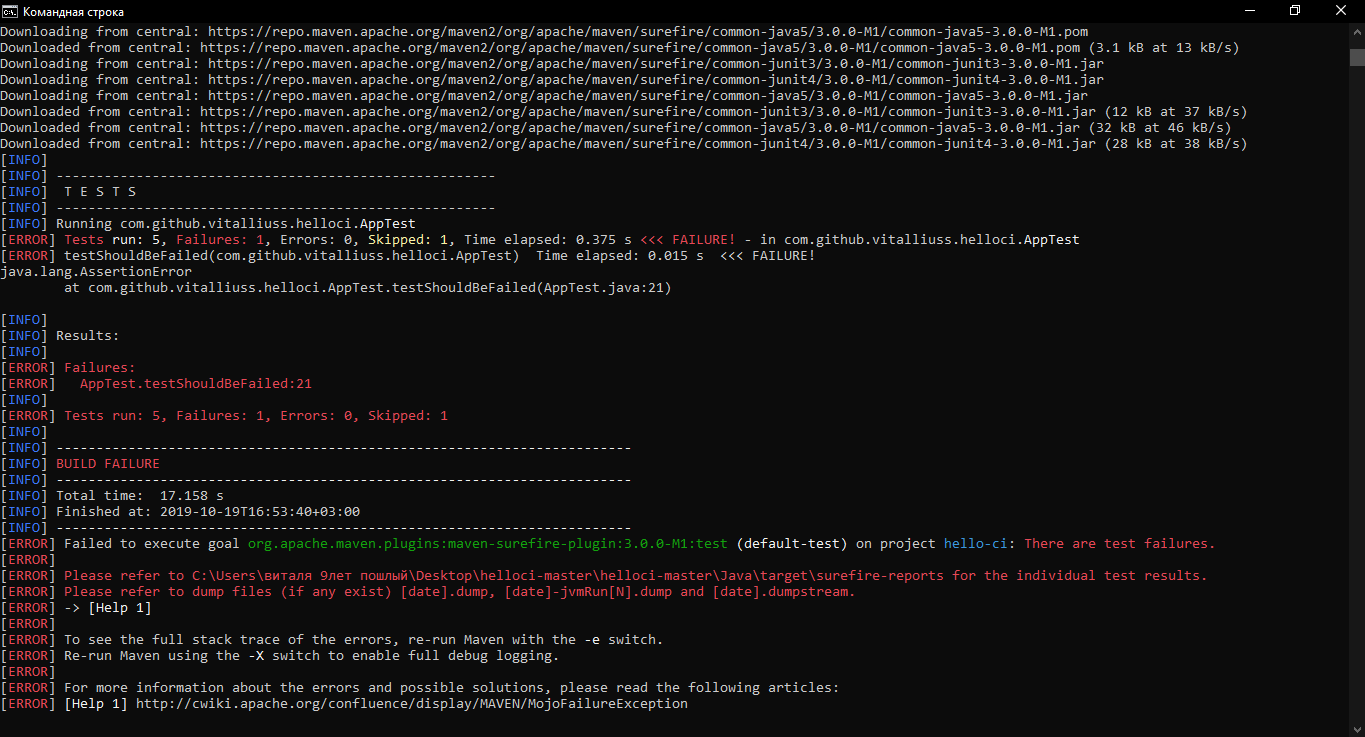 Командная строка
Downloading from central: https://repo.maven.apache.org/maven2/org/apache/maven/surefire/common-java5/3.0.0-M1/common-java5-3.0.0-M1.pom
Downloaded from central: https://repo.maven.apache.org/maven2/org/apache/maven/surefire/common-java5/3.0.0-M1/common-java5-3.0.0-M1.pom (3.1 kB at 13 kB/s)
Downloading from central: https://repo.maven.apache.org/maven2/org/apache/maven/surefire/common-junit3/3.0.0-M1/common-junit3-3.0.0-M1.jar
Downloading from central: https://repo.maven.apache.org/maven2/org/apache/maven/surefire/common-junit4/3.0.0-M1/common-junit4-3.0.0-M1.jar
Downloading from central: https://repo.maven.apache.org/maven2/org/apache/maven/surefire/common-java5/3.0.0-M1/common-java5-3.0.0-M1.jar
Downloaded from central: https://repo.maven.apache.org/maven2/org/apache/maven/surefire/common-junit3/3.0.0-M1/common-junit3-3.0.0-M1.jar (12 kB at 37 kB/s)
Downloaded from central: https://repo.maven.apache.org/maven2/org/apache/maven/surefire/common-java5/3.0.0-M1/common-java5-3.0.0-M1.jar (32 kB at 46 kB/s)
Downloaded from central: https://repo.maven.apache.org/maven2/org/apache/maven/surefire/common-junit4/3.0.0-M1/common-junit4-3.0.0-M1.jar (28 kB at 38 kB/s)
[INFO]
[INFO] -------------------------------------------------------
[INFO]  T E S T S
[INFO] -------------------------------------------------------
[INFO] Running com.github.vitalliuss.helloci.AppTest
[ERROR] Tests run: 5, Failures: 1, Errors: 0, Skipped: 1, Time elapsed: 0.375 s <<< FAILURE! - in com.github.vitalliuss.helloci.AppTest
[ERROR] testShouldBeFailed(com.github.vitalliuss.helloci.AppTest)  Time elapsed: 0.015 s  <<< FAILURE!
java.lang.AssertionError
        at com.github.vitalliuss.helloci.AppTest.testShouldBeFailed(AppTest.java:21)
[INFO]
[INFO] Results:
[INFO]
[ERROR] Failures:
[ERROR]   AppTest.testShouldBeFailed:21
[INFO]
[ERROR] Tests run: 5, Failures: 1, Errors: 0, Skipped: 1
[INFO]
[INFO] ------------------------------------------------------------------------
[INFO] BUILD FAILURE
[INFO] ------------------------------------------------------------------------
[INFO] Total time:  17.158 s
[INFO] Finished at: 2019-10-19T16:53:40+03:00
[INFO] ------------------------------------------------------------------------
[ERROR] Failed to execute goal org.apache.maven.plugins:maven-surefire-plugin:3.0.0-M1:test (default-test) on project hello-ci: There are test failures.
[ERROR]
[ERROR] Please refer to C:\Users\виталя 9лет пошлый\Desktop\helloci-master\helloci-master\Java\target\surefire-reports for the individual test results.
[ERROR] Please refer to dump files (if any exist) [date].dump, [date]-jvmRun[N].dump and [date].dumpstream.
[ERROR] -> [Help 1]
[ERROR]
[ERROR] To see the full stack trace of the errors, re-run Maven with the -e switch.
[ERROR] Re-run Maven using the -X switch to enable full debug logging.
[ERROR]
[ERROR] For more information about the errors and possible solutions, please read the following articles:
[ERROR] [Help 1] http://cwiki.apache.org/confluence/display/MAVEN/MojoFailureException